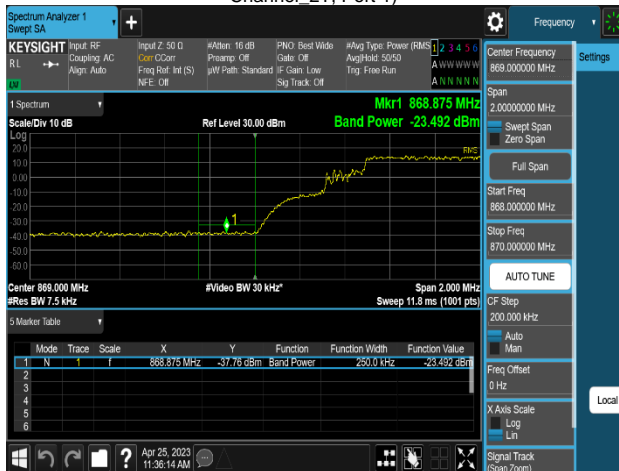 Channel_21, Port 1)
Spectrum Analyzer 1
Swept SA
Frequency
KEYSIGHT
RL
Input: RF
Coupling: AC
Align: Auto
Input Z: 50 Ω
Corr CCorr
Freq Ref: Int (S)
NFE: Off
#Atten: 16 dB
Preamp: Off
µW Path: Standard
PNO: Best Wide
Gate: Off
IF Gain: Low
Sig Track: Off
#Avg Type: Power (RMS
Avg|Hold: 50/50
Trig: Free Run
1 2 3 4 5 6
A W W W W W
A N N N N N
1 Spectrum
Scale/Div 10 dB
Log
Ref Level 30.00 dBm
Mkr1 868.875 MHz
Band Power -23.492 dBm
RMS
20.0
10.0
0.00
-10.0
-20.0
-30.0
-40.0
-50.0
-60.0
1
Center 869.000 MHz
#Res BW 7.5 kHz
#Video BW 30 kHz*
Span 2.000 MHz
Sweep 11.8 ms (1001 pts)
5 Marker Table
Mode Trace Scale X Y Function Function Width Function Value
1 N 1 f 868.875 MHz -37.76 dBm Band Power 250.0 kHz -23.492 dBm
2
3
4
5
6
Apr 25, 2023
11:36:14 AM
Center Frequency
869.000000 MHz
Settings
Span
2.00000000 MHz
Swept Span
Zero Span
Full Span
Start Freq
868.000000 MHz
Stop Freq
870.000000 MHz
AUTO TUNE
CF Step
200.000 kHz
Auto
Man
Freq Offset
0 Hz
X Axis Scale
Log
Lin
Local
Signal Track
(Span Zoom)